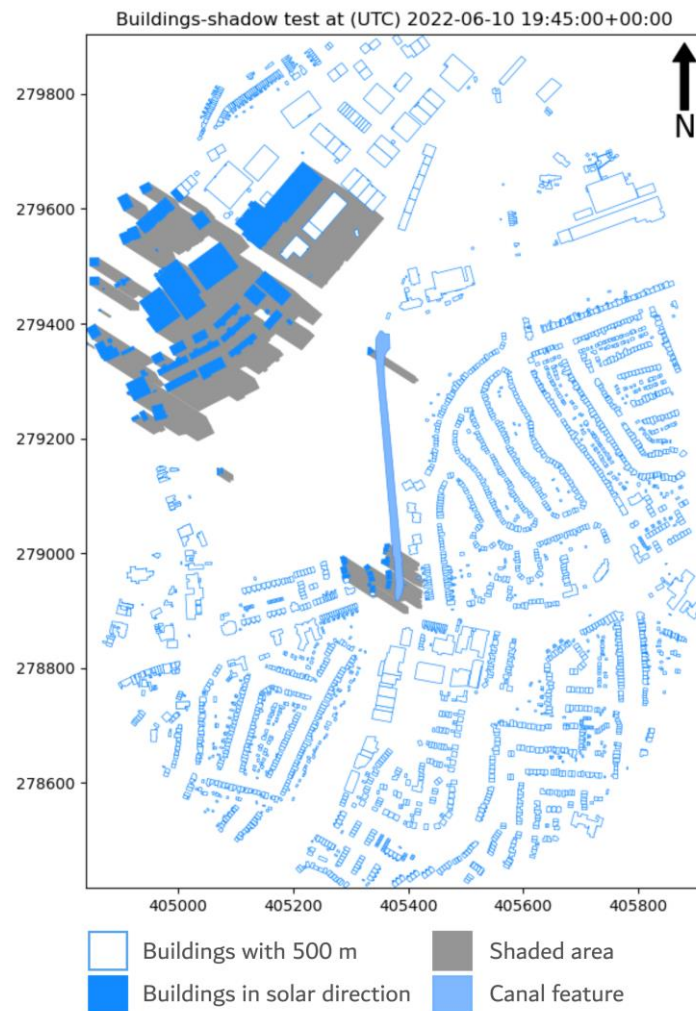 Buildings-shadow test at (UTC) 2022-06-10 19:45:00+00:00
N
279800
279600
279400
279200
279000
278800
278600
405000 405200 405400 405600 405800
Buildings with 500 m Shaded area
Buildings in solar direction Canal feature